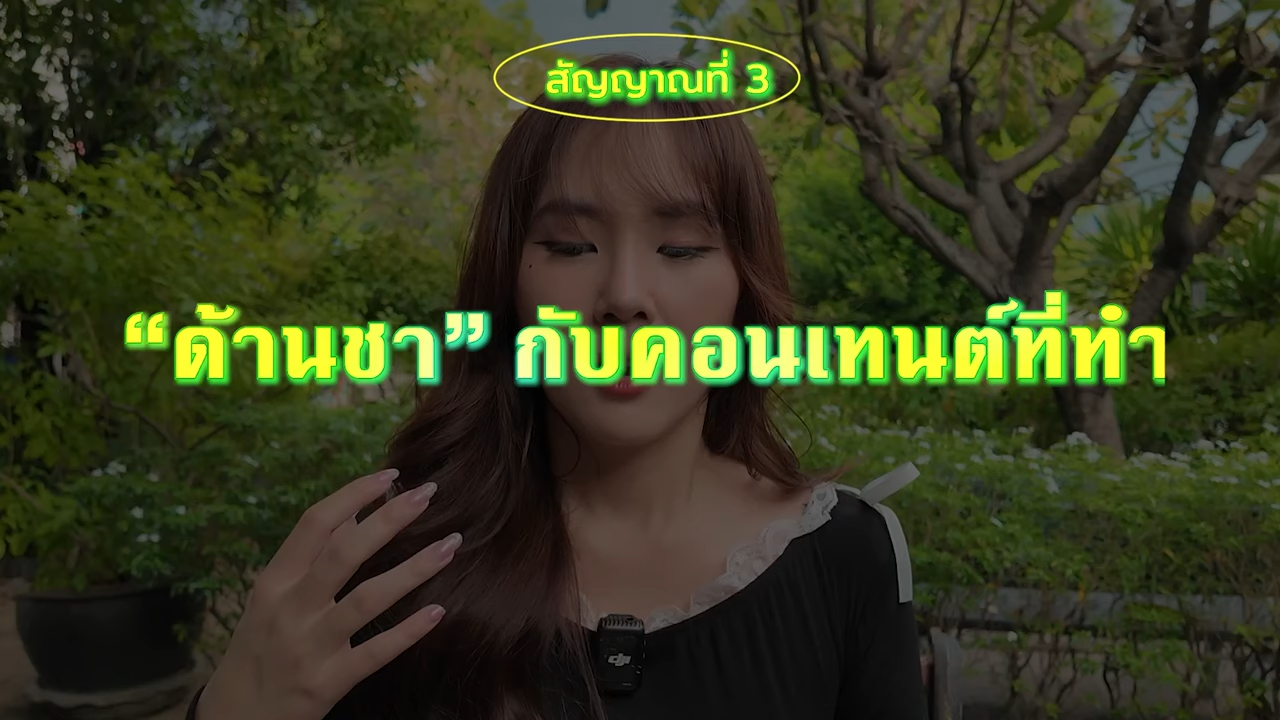 สัญญาณที่ 3
“ด้านชา” กับคอนเทนต์ที่ทำ
dji